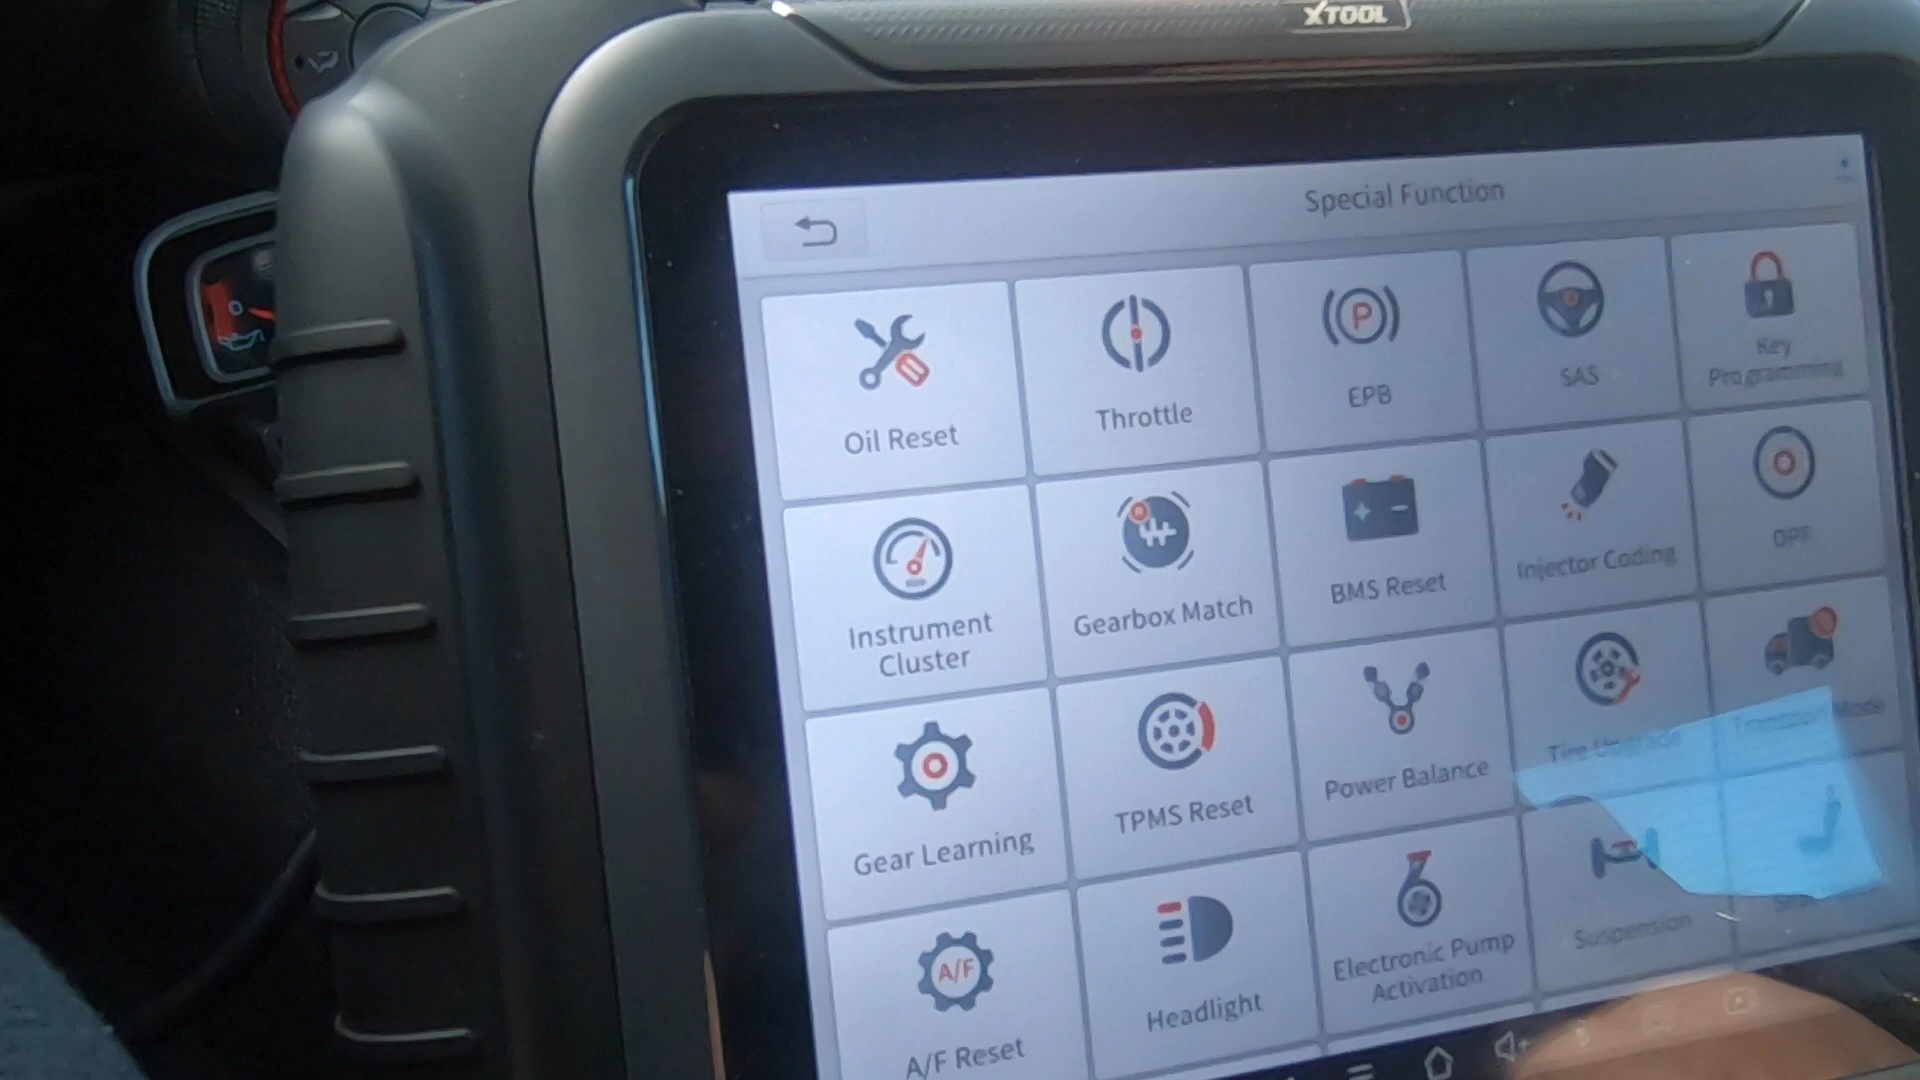 XTOOL
Special Function
Oil Reset
Throttle
EPB
SAS
Key
Programming
Instrument
Cluster
Gearbox Match
BMS Reset
Injector Coding
DPF
Gear Learning
TPMS Reset
Power Balance
Tire Upgrade
Transport Mode
A/F
A/F Reset
Headlight
Electronic Pump
Activation
Suspension